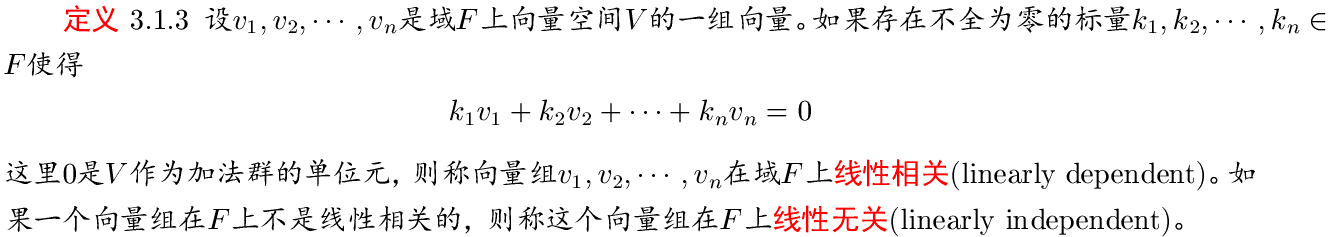 定义 3.1.3 设v₁, v₂, ⋯ , vₙ是域F上向量空间V的一组向量。如果存在不全为零的标量k₁, k₂, ⋯ , kₙ ∈
F使得
k₁v₁ + k₂v₂ + ⋯ + kₙvₙ = 0
这里0是V作为加法群的单位元, 则称向量组v₁, v₂, ⋯ , vₙ在域F上线性相关(linearly dependent)。如
果一个向量组在F上不是线性相关的, 则称这个向量组在F上线性无关(linearly independent)。